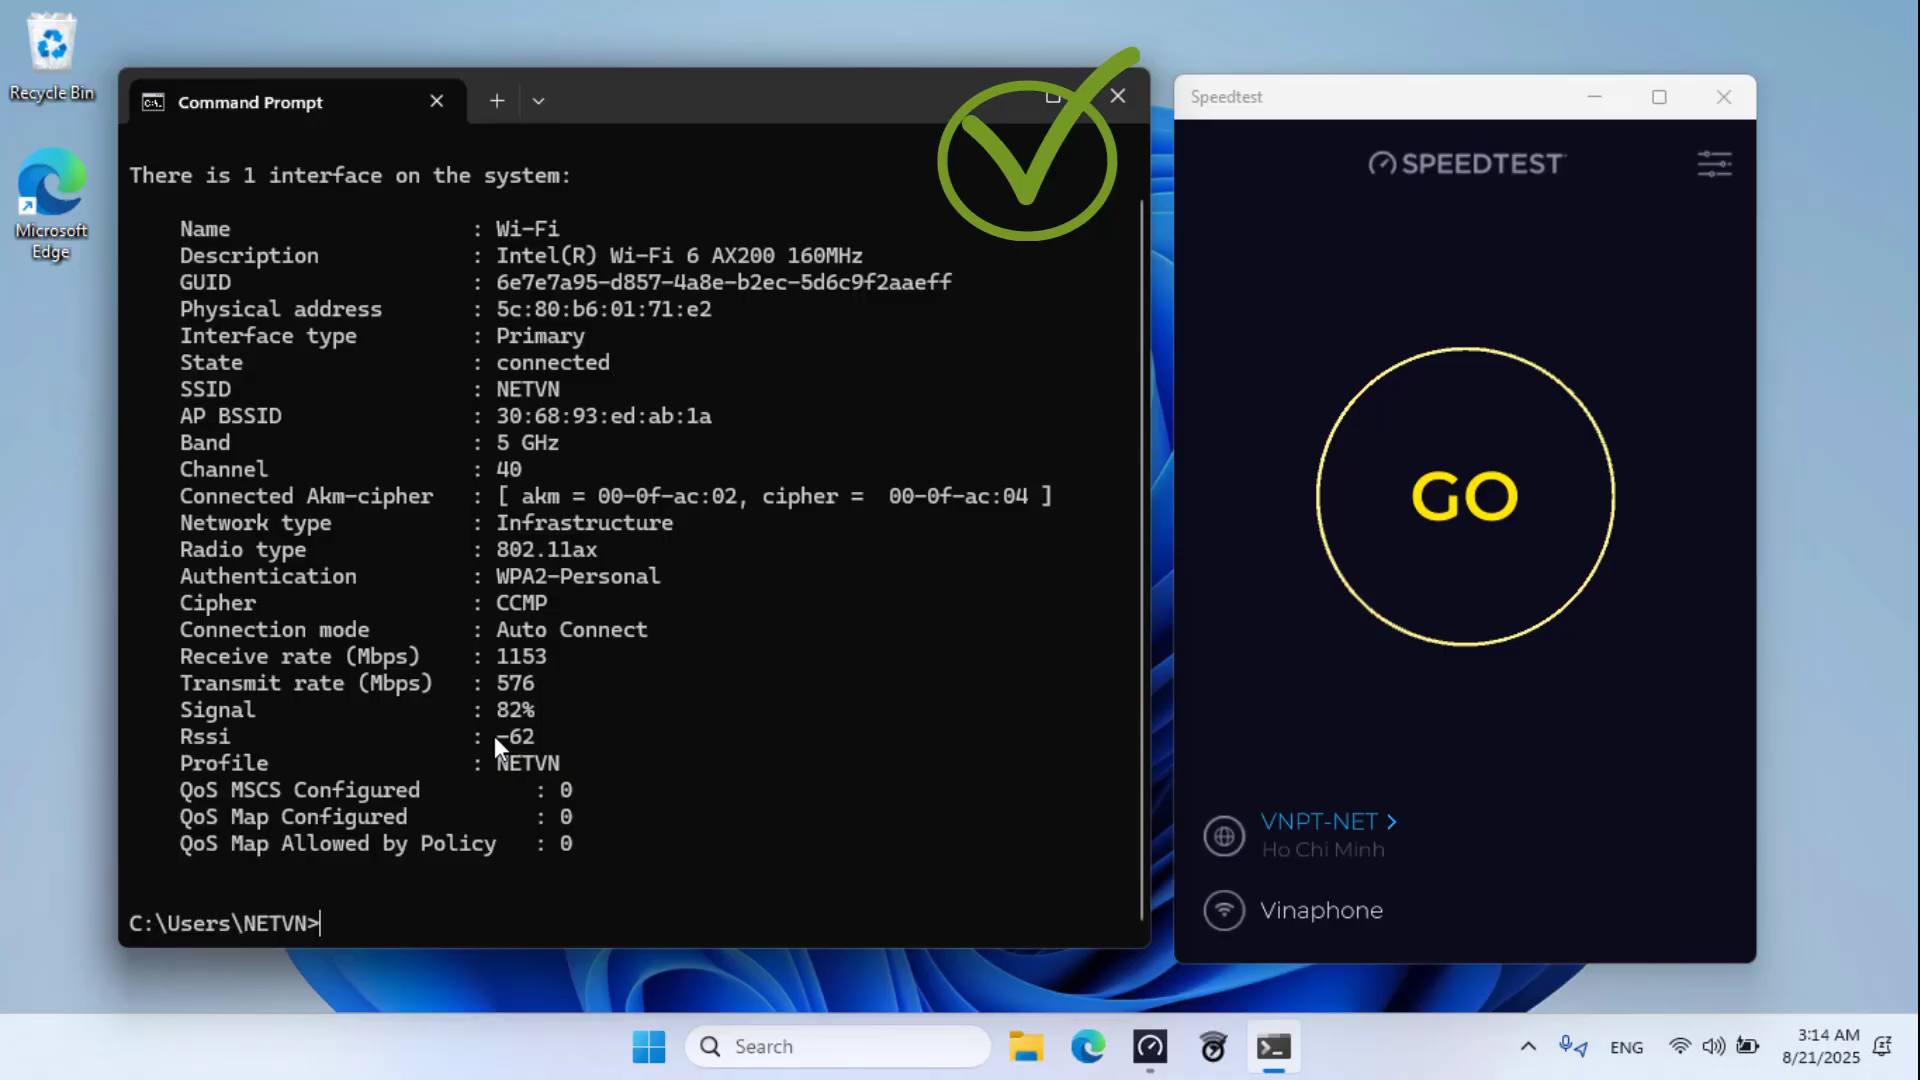 Recycle Bin
Microsoft
Edge
Command Prompt
There is 1 interface on the system:
Name : Wi-Fi
Description : Intel(R) Wi-Fi 6 AX200 160MHz
GUID : 6e7e7a95-d857-4a8e-b2ec-5d6c9f2aaeff
Physical address : 5c:80:b6:01:71:e2
Interface type : Primary
State : connected
SSID : NETVN
AP BSSID : 30:68:93:ed:ab:1a
Band : 5 GHz
Channel : 40
Connected Akm-cipher : [ akm = 00-0f-ac:02, cipher = 00-0f-ac:04 ]
Network type : Infrastructure
Radio type : 802.11ax
Authentication : WPA2-Personal
Cipher : CCMP
Connection mode : Auto Connect
Receive rate (Mbps) : 1153
Transmit rate (Mbps) : 576
Signal : 82%
Rssi : -62
Profile : NETVN
QoS MSCS Configured : 0
QoS Map Configured : 0
QoS Map Allowed by Policy : 0
C:\Users\NETVN>
Speedtest
SPEEDTEST
GO
VNPT-NET >
Ho Chi Minh
Vinaphone
Search
ENG
3:14 AM
8/21/2025